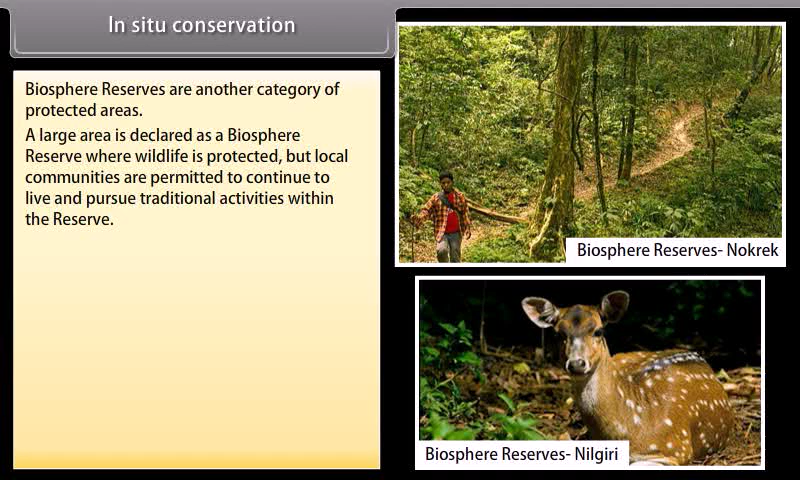 In situ conservation
Biosphere Reserves are another category of
protected areas.
A large area is declared as a Biosphere
Reserve where wildlife is protected, but local
communities are permitted to continue to
live and pursue traditional activities within
the Reserve.
Biosphere Reserves- Nokrek
Biosphere Reserves- Nilgiri